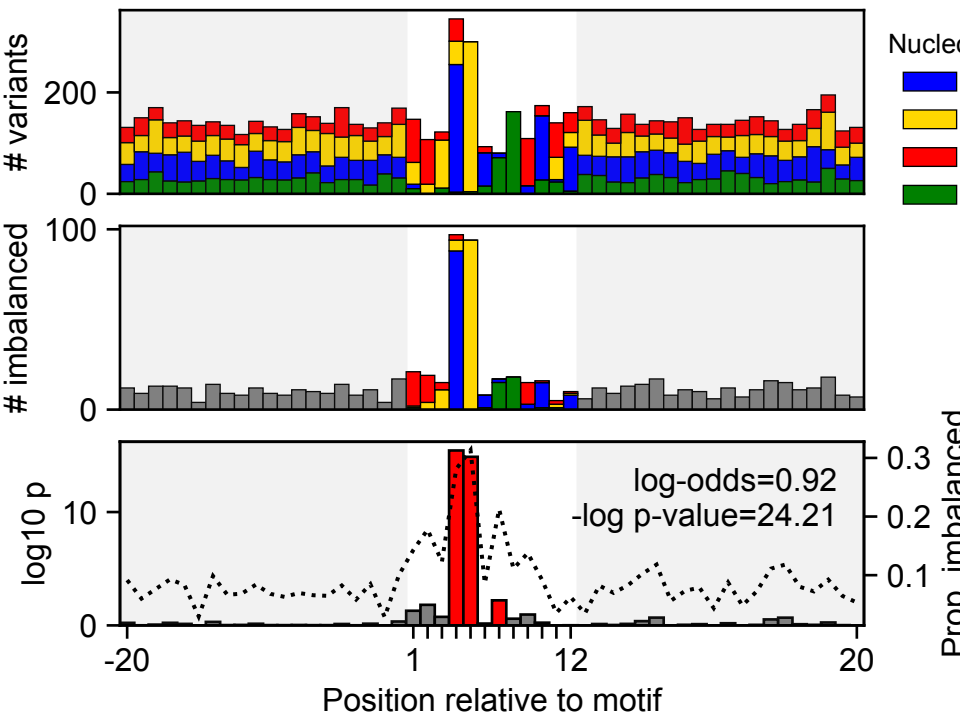 # variants
200
0
Nucleo
# imbalanced
100
0
log10 p
10
0
log-odds=0.92
-log p-value=24.21
0.3
0.2
0.1
Prop. imbalanced
-20
1
12
20
Position relative to motif